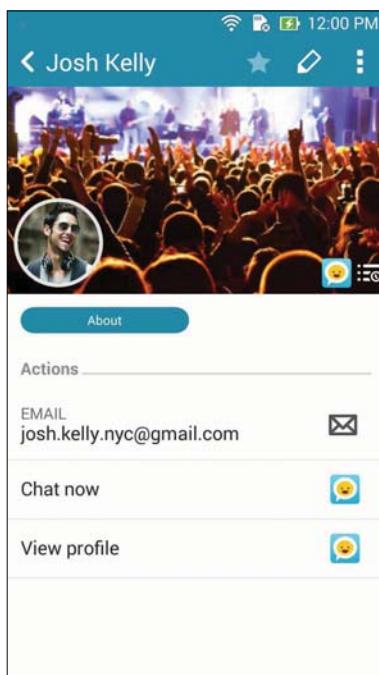 12:00 PM
Josh Kelly
About
Actions
EMAIL
josh.kelly.nyc@gmail.com
Chat now
View profile